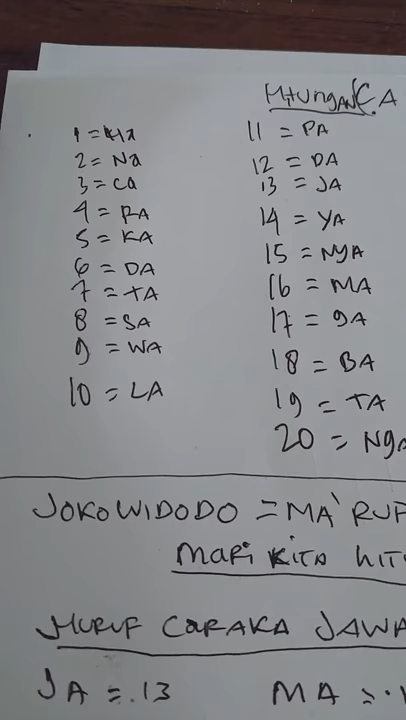 HITUNGAN C.A
1 = Ha
2 = Na
3 = Ca
4 = RA
5 = KA
6 = DA
7 = TA
8 = SA
9 = WA
10 = LA
11 = PA
12 = DA
13 = JA
14 = YA
15 = NyA
16 = MA
17 = gA
18 = BA
19 = TA
20 = NgA
JOKOWIDODO = MA'RUF
MARI KITA HIT
HURUF CARAKA JAWA
JA = 13
MA =